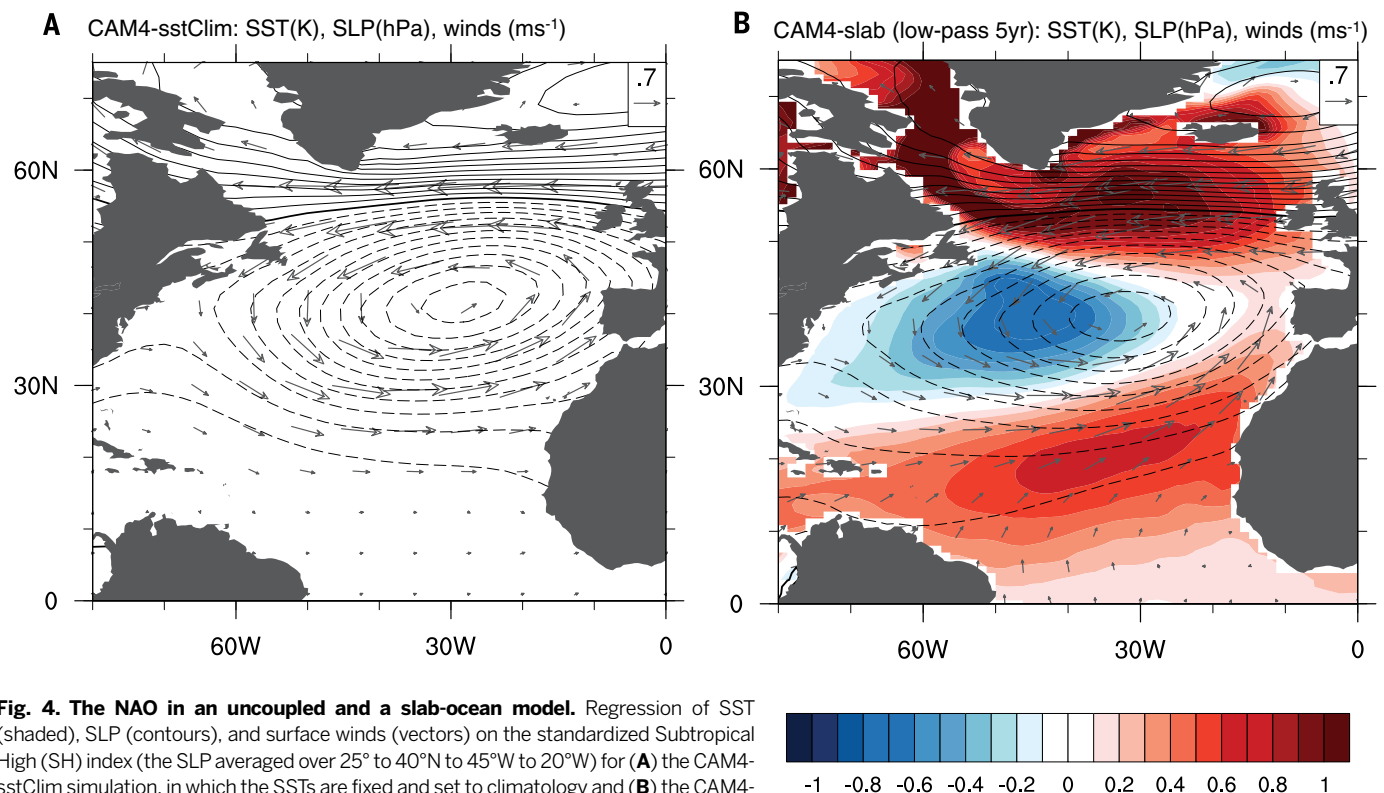 A CAM4-sstClim: SST(K), SLP(hPa), winds (ms-1)
.7
60N
30N
0
60W 30W 0
B CAM4-slab (low-pass 5yr): SST(K), SLP(hPa), winds (ms-1)
.7
60N
30N
0
60W 30W 0
Fig. 4. The NAO in an uncoupled and a slab-ocean model. Regression of SST
(shaded), SLP (contours), and surface winds (vectors) on the standardized Subtropical
High (SH) index (the SLP averaged over 25° to 40°N to 45°W to 20°W) for (A) the CAM4-
sstClim simulation, in which the SSTs are fixed and set to climatology and (B) the CAM4-
-1 -0.8 -0.6 -0.4 -0.2 0 0.2 0.4 0.6 0.8 1